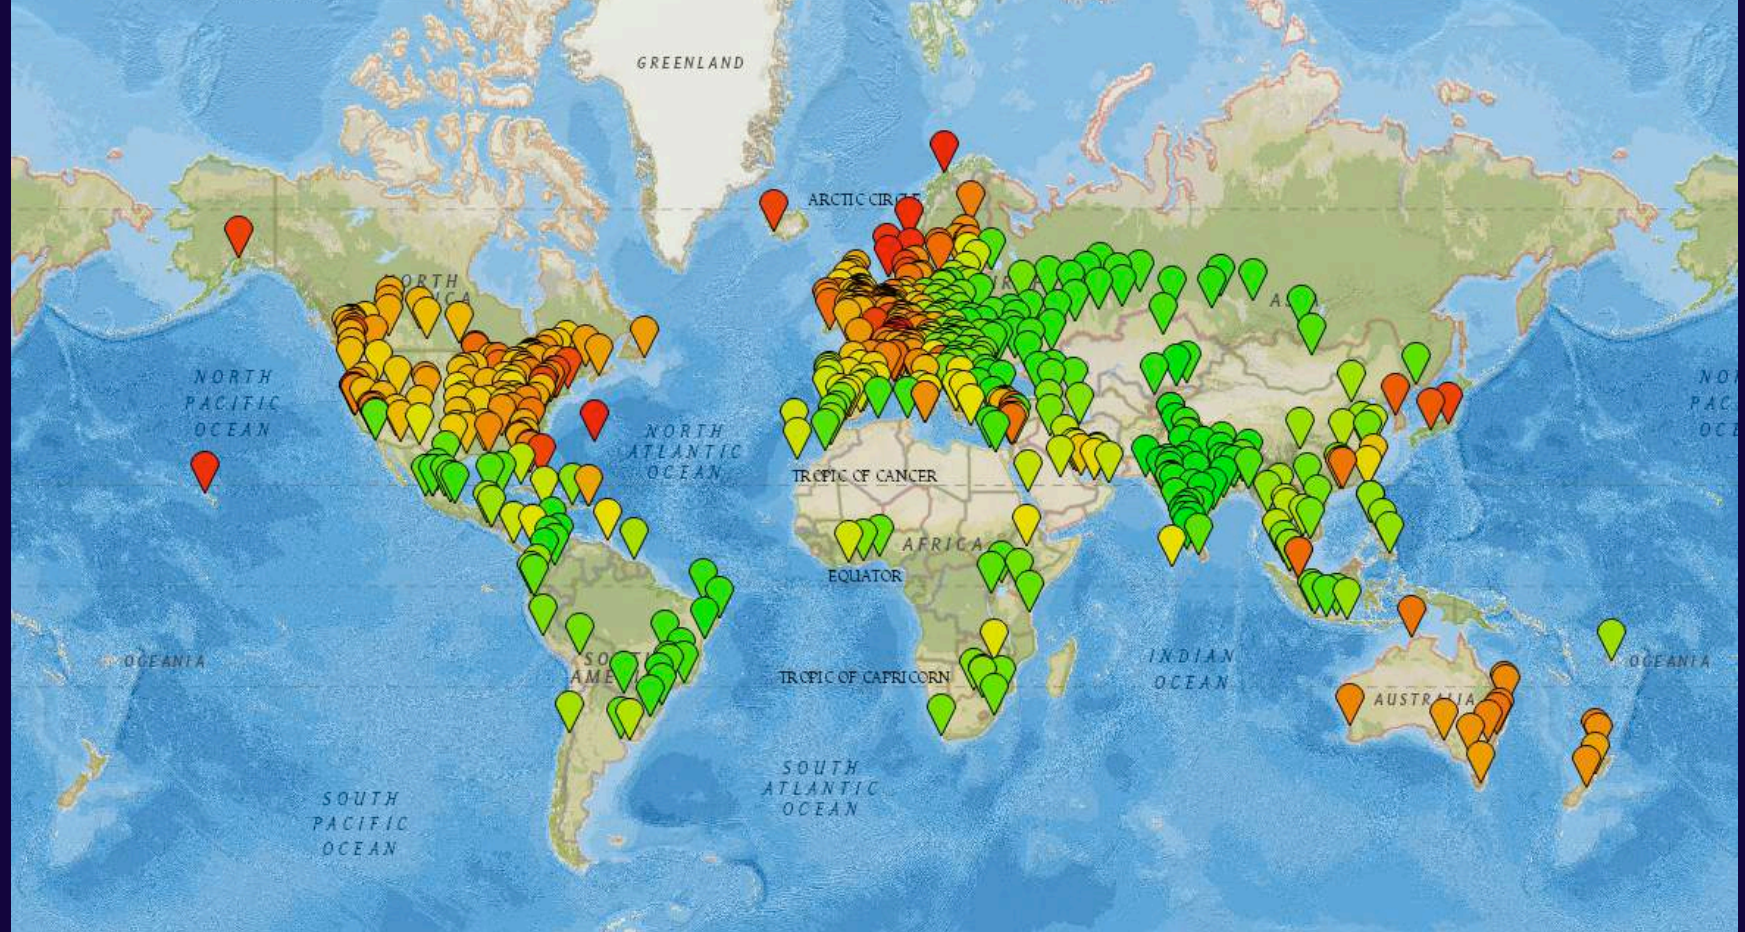 GREENLAND
ARCTIC CIRCLE
NORTH
PACIFIC
OCEAN
NORTH
ATLANTIC
OCEAN
TROPIC OF CANCER
AFRICA
EQUATOR
OCEANIA
TROPIC OF CAPRICORN
INDIAN
OCEAN
OCEANIA
AUSTRALIA
SOUTH
PACIFIC
OCEAN
SOUTH
ATLANTIC
OCEAN